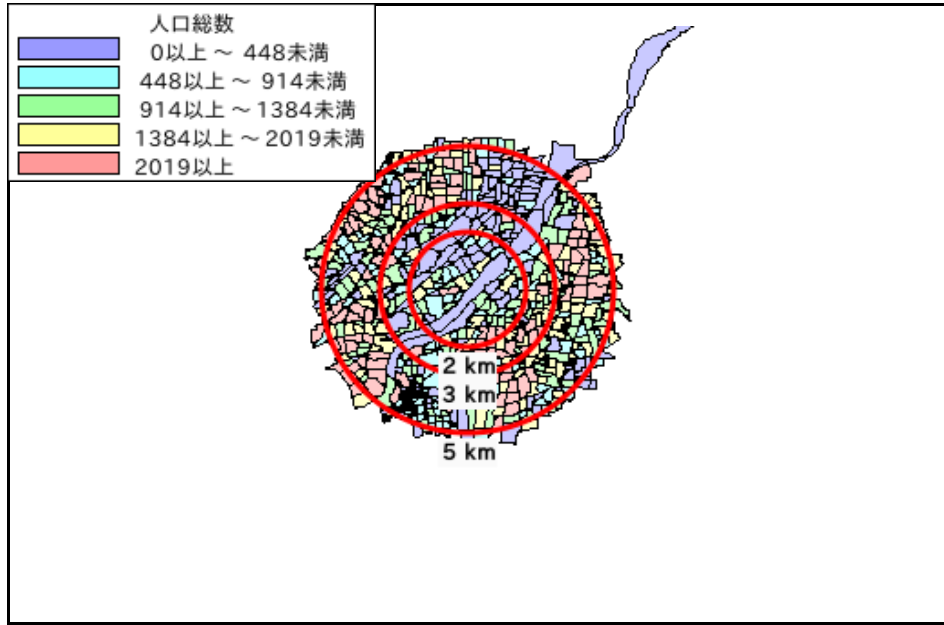 人口総数
0以上 ~ 448未満
448以上 ~ 914未満
914以上 ~ 1384未満
1384以上 ~ 2019未満
2019以上
2 km
3 km
5 km